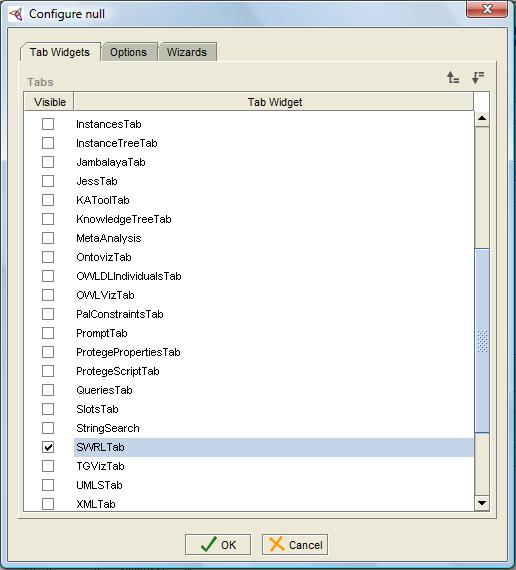 Configure null
Tab Widgets Options Wizards
Tabs
Visible Tab Widget
InstancesTab
InstanceTreeTab
JambalayaTab
JessTab
KAToolTab
KnowledgeTreeTab
MetaAnalysis
OntovizTab
OWLDLIndividualsTab
OWLVizTab
PalConstraintsTab
PromptTab
ProtegePropertiesTab
ProtegeScriptTab
QueriesTab
SlotsTab
StringSearch
SWRLTab
TGVizTab
UMLSTab
XMLTab
OK Cancel